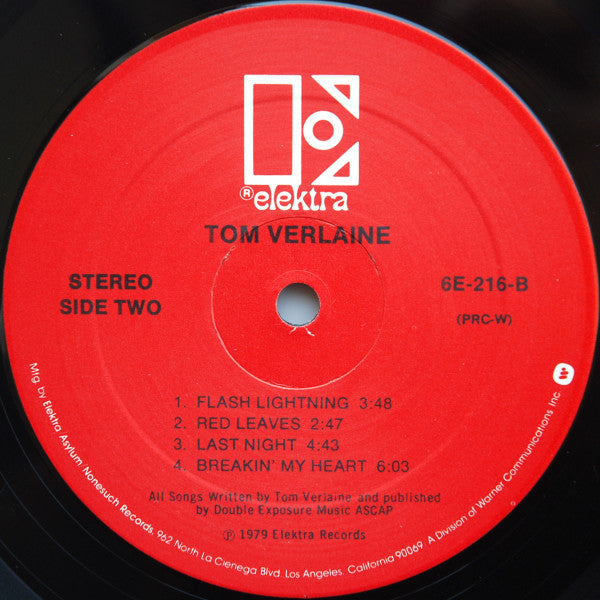 ® elektra
TOM VERLAINE
STEREO
SIDE TWO
6E-216-B
(PRC-W)
1. FLASH LIGHTNING 3:48
2. RED LEAVES 2:47
3. LAST NIGHT 4:43
4. BREAKIN' MY HEART 6:03
All Songs Written by Tom Verlaine and published
by Double Exposure Music ASCAP
℗ 1979 Elektra Records
Mfg. by Elektra/Asylum/Nonesuch Records, 962 North La Cienega Blvd. Los Angeles, California 90069 A Division of Warner Communications Inc.